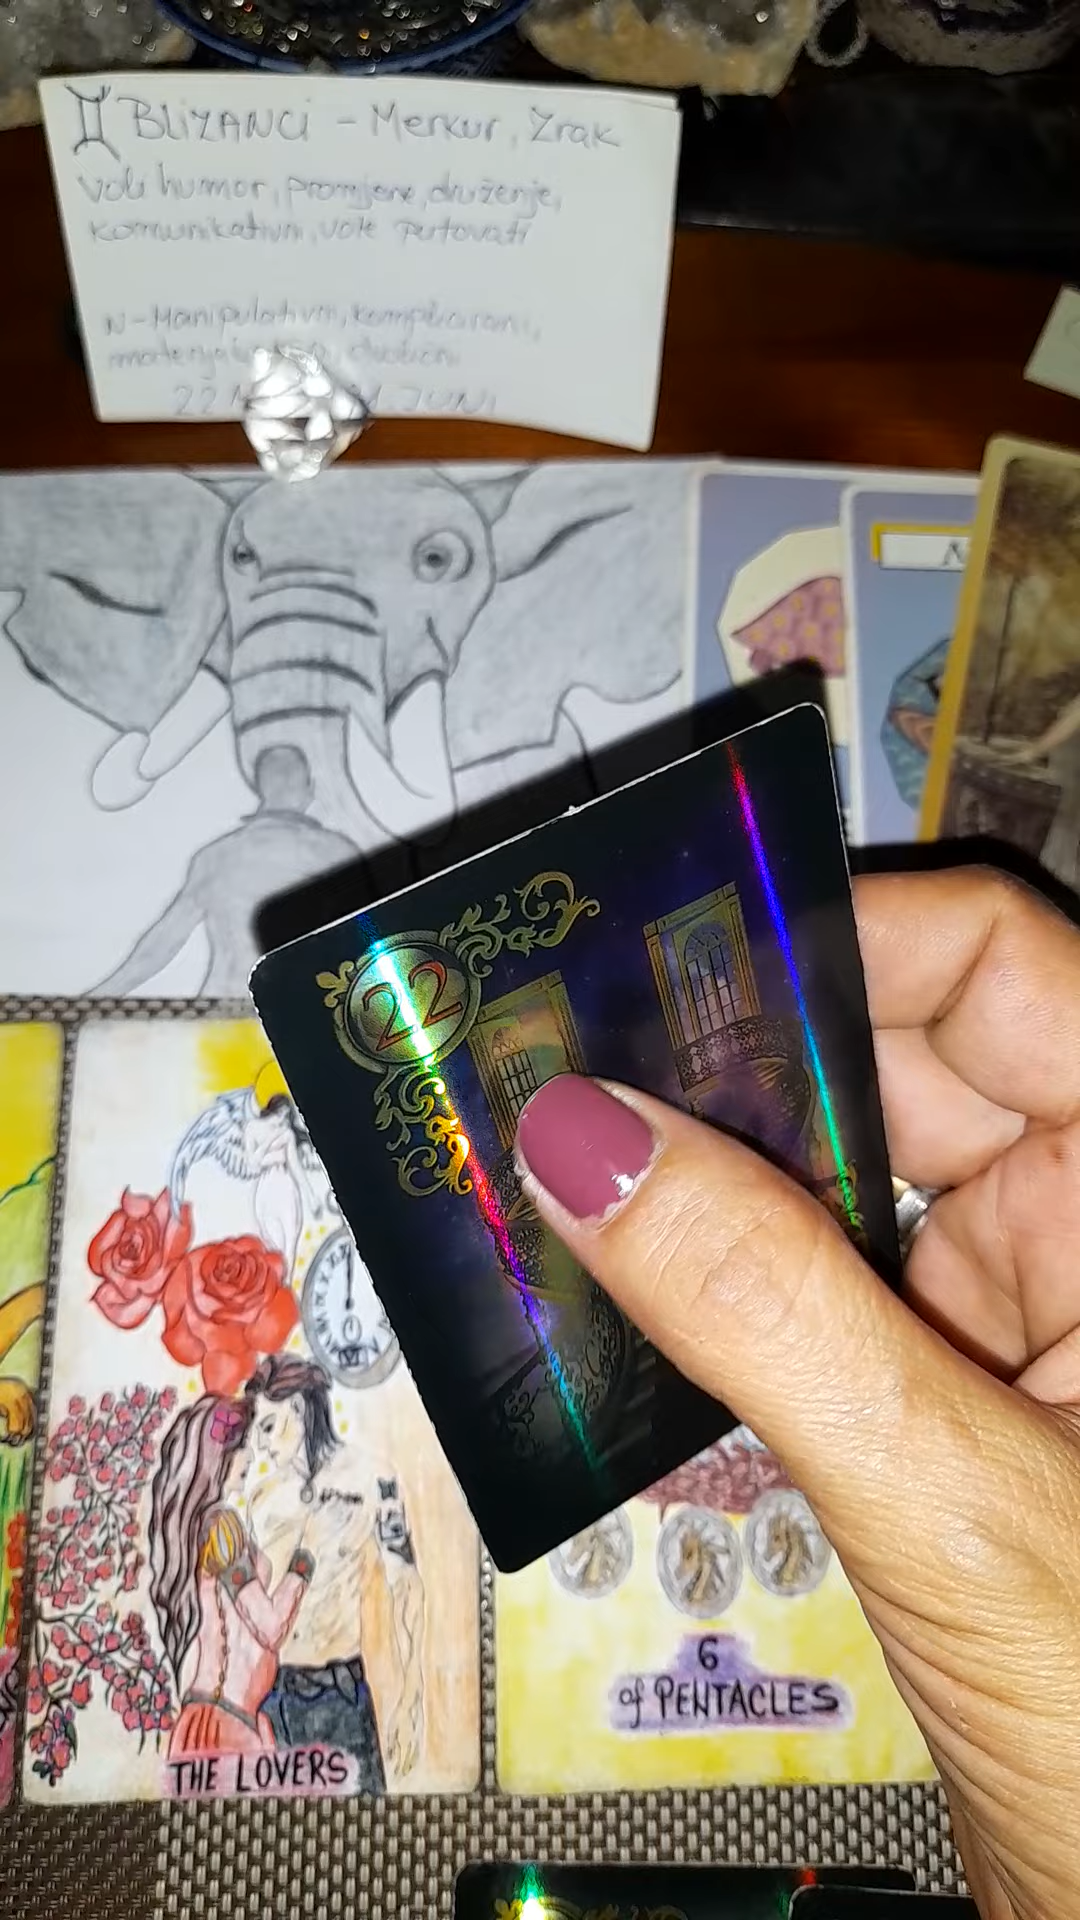 ♊ BLIZANCI - Merkur, Zrak
Voli humor, promjene, druženje,
komunikativni, vole putovati
N-Manipulativni, komplicirani,
22 JUNI
22
THE LOVERS
6
of PENTACLES